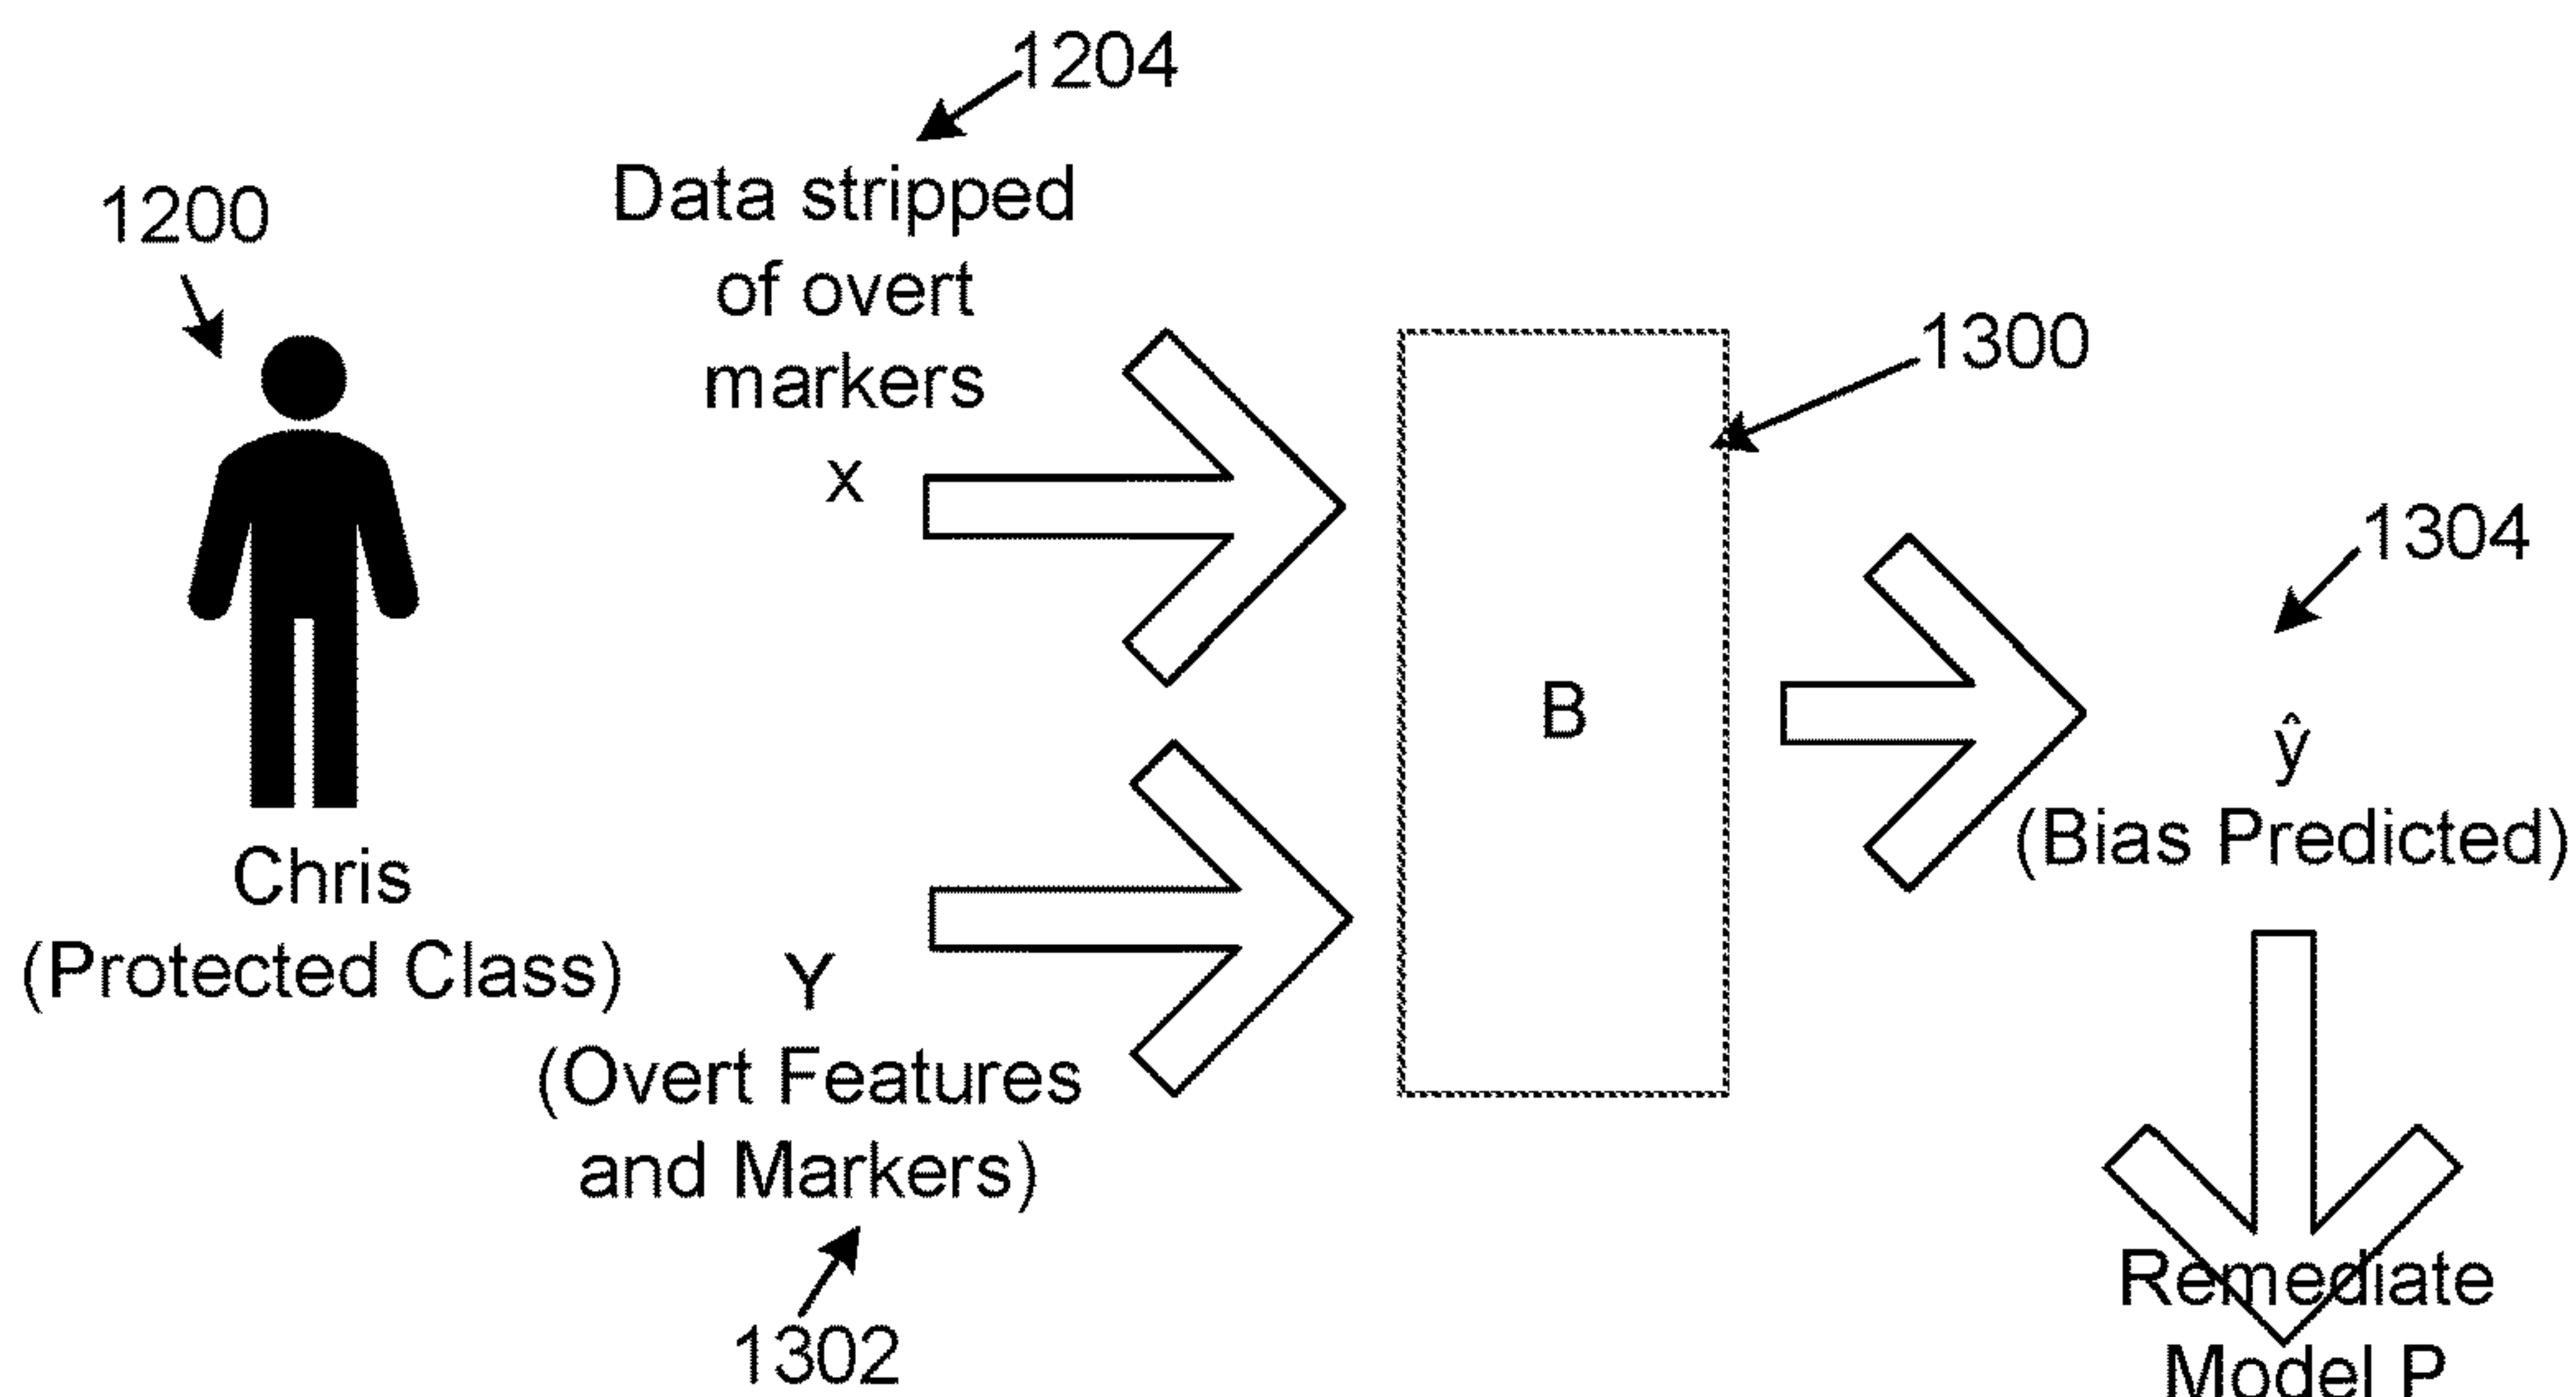 1204
1200
Data stripped
of overt
markers
x
1300
B
1304
ŷ
(Bias Predicted)
Chris
(Protected Class)
Y
(Overt Features
and Markers)
1302
Remediate
Model P